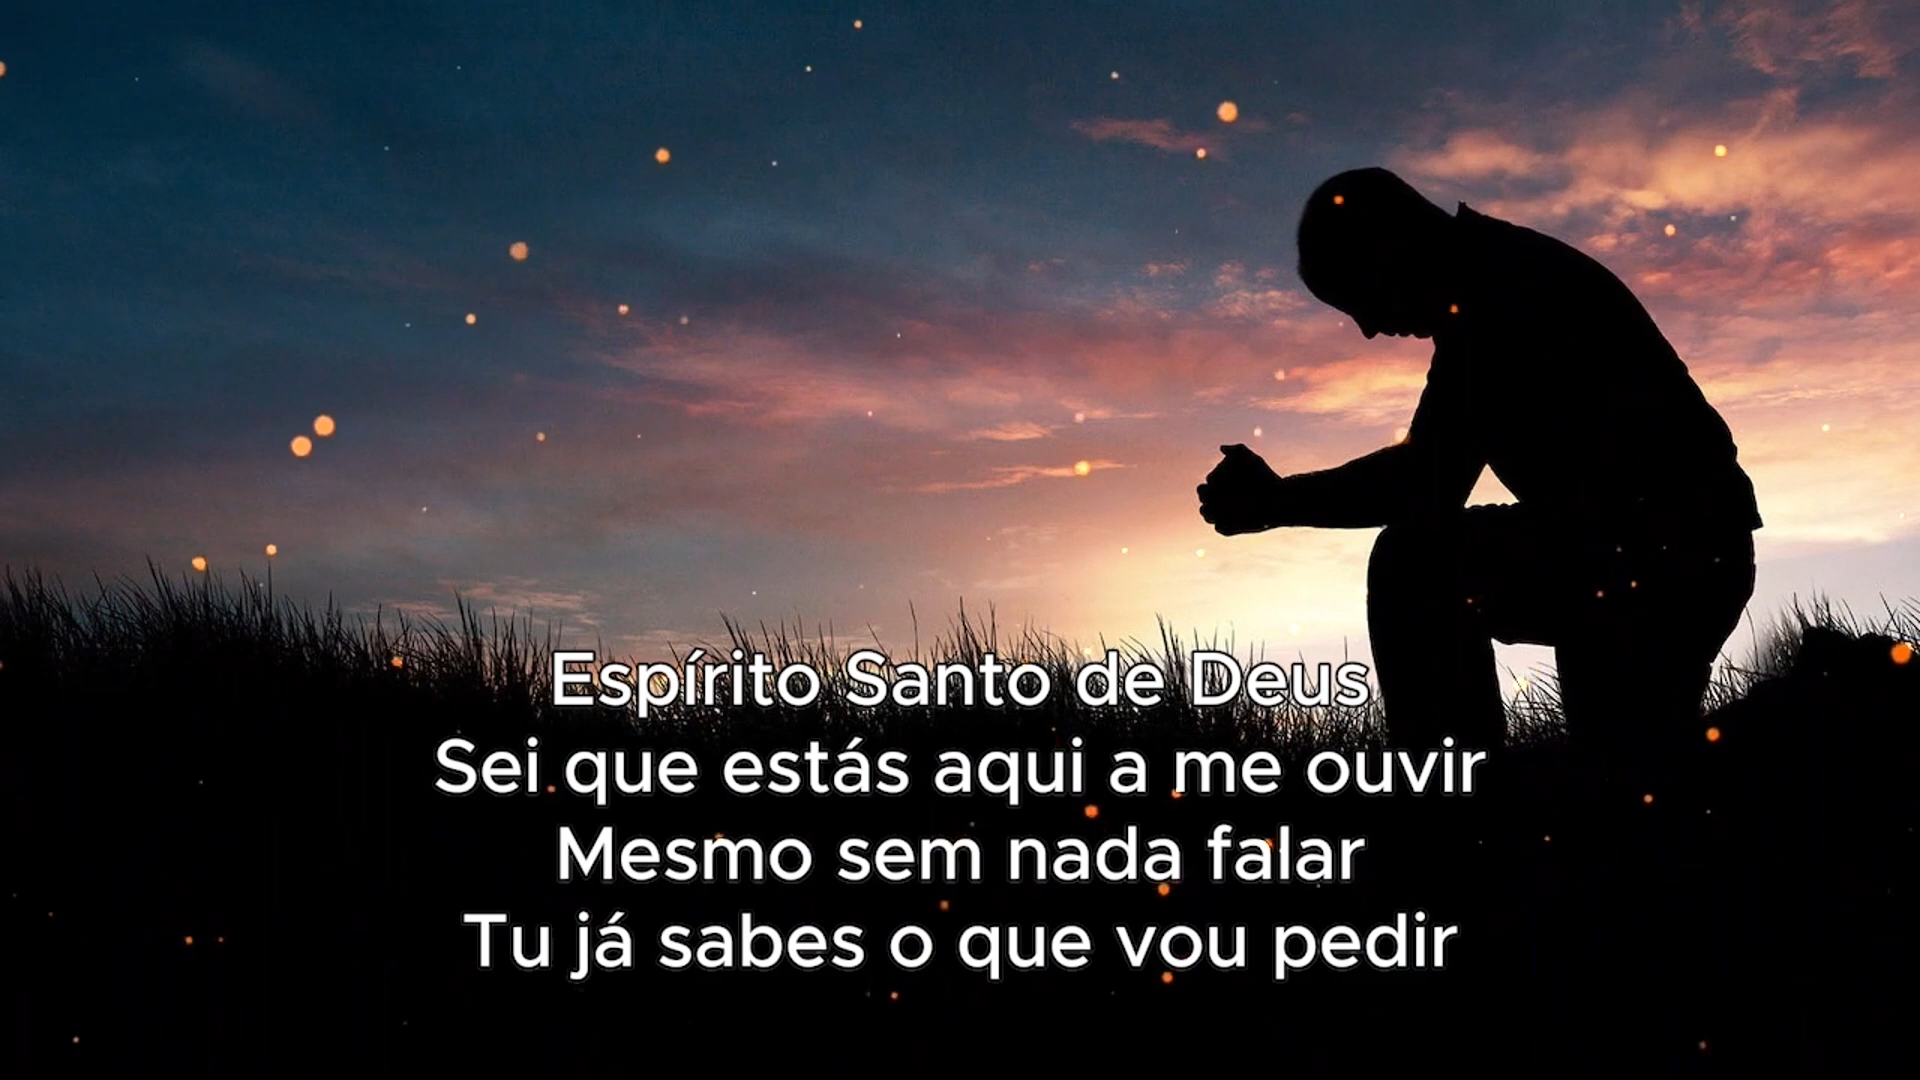 Espírito Santo de Deus
Sei que estás aqui a me ouvir
Mesmo sem nada falar
Tu já sabes o que vou pedir